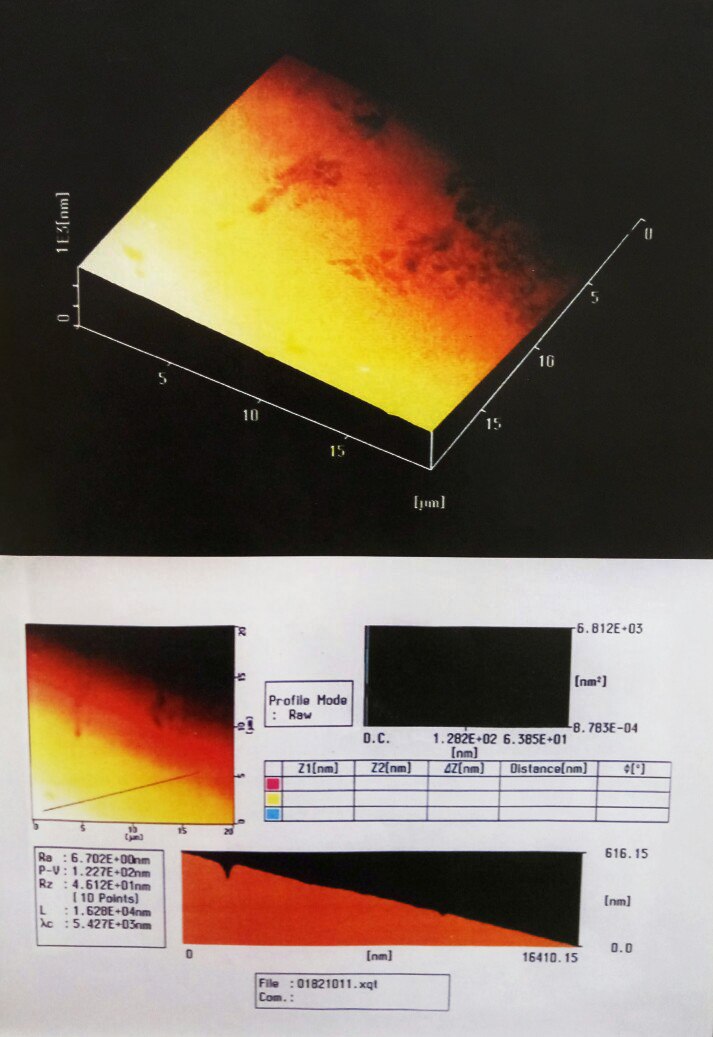 1E3[nm]
0
0
5
10
15
5
10
15
[µm]
20
15
10
[µm]
5
0
0
5
10
15
20
[µm]
Profile Mode
: Raw
6.812E+03
[nm²]
8.783E-04
D.C.
1.282E+02 6.385E+01
[nm]
Z1[nm] Z2[nm] ΔZ[nm] Distance[nm] φ[°]
Ra : 6.702E+00nm
P-V: 1.227E+02nm
Rz : 4.612E+01nm
[10 Points]
L : 1.628E+04nm
λc : 5.427E+03nm
616.15
[nm]
0.0
0 [nm] 16410.15
File :01821011.xqt
Com.: